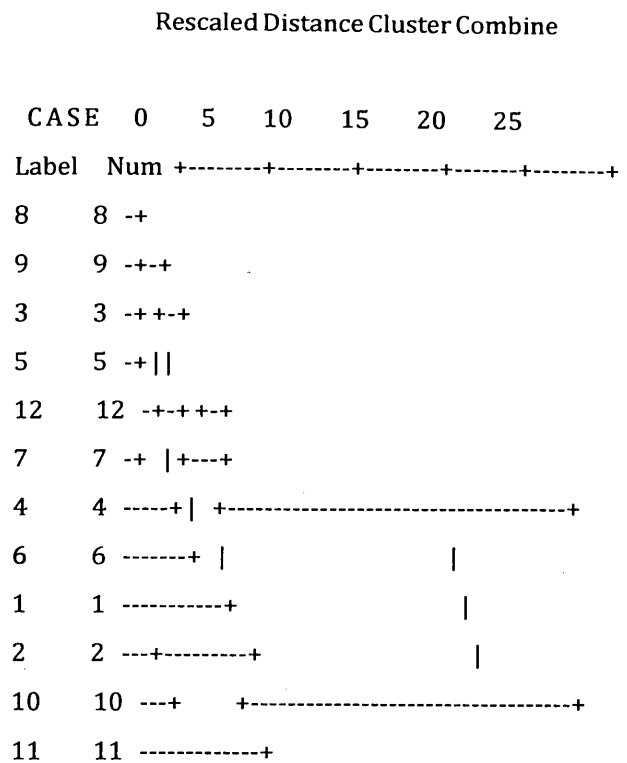 Rescaled Distance Cluster Combine
CASE 0 5 10 15 20 25
Label Num +--------+--------+--------+-------+--------+
8 8 -+
9 9 -+-+
3 3 -+ +-+
5 5 -+ | |
12 12 -+-+ +-+
7 7 -+ | +---+
4 4 -----+ | +-----------------------------------+
6 6 -------+ | |
1 1 -----------+ |
2 2 ---+---------+ |
10 10 ---+ +---------------------------------+
11 11 -------------+